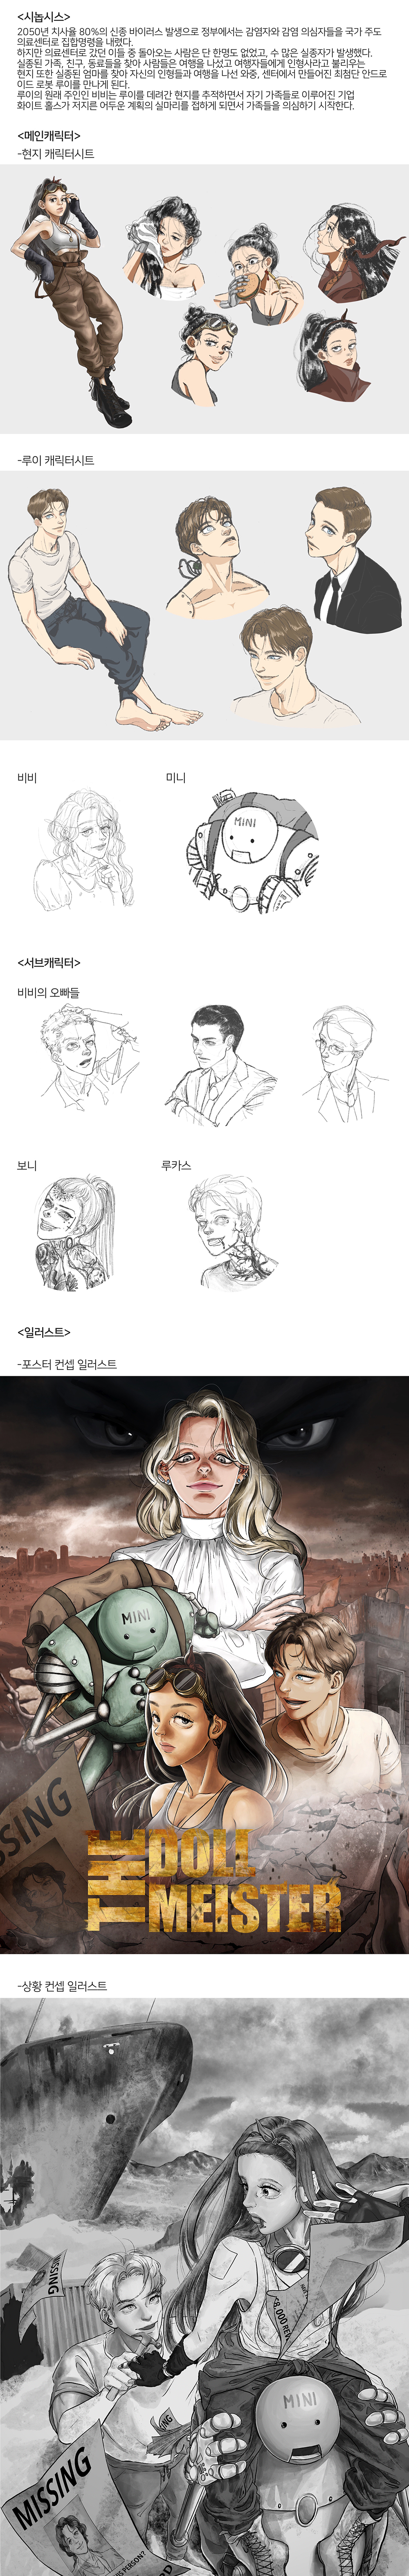 <시놉시스>
2050년 치사율 80%의 신종 바이러스 발생으로 정부에서는 감염자와 감염 의심자들을 국가 주도
의료센터로 집합명령을 내렸다.
하지만 의료센터로 갔던 이들 중 돌아오는 사람은 단 한명도 없었고, 수 많은 실종자가 발생했다.
실종된 가족, 친구, 동료들을 찾아 사람들은 여행을 나섰고 여행자들에게 인형사라고 불리우는
현지 또한 실종된 엄마를 찾아 자신의 인형들과 여행을 나선 와중, 센터에서 만들어진 최첨단 안드로
이드 로봇 루이를 만나게 된다.
루이의 원래 주인인 비비는 루이를 데려간 현지를 추적하면서 자기 가족들로 이루어진 기업
화이트 홀스가 저지른 어두운 계획의 실마리를 접하게 되면서 가족들을 의심하기 시작한다.
<메인캐릭터>
-현지 캐릭터시트
-루이 캐릭터시트
비비
미니
MINI
<서브캐릭터>
비비의 오빠들
보니
루카스
<일러스트>
-포스터 컨셉 일러스트
MINI
SSING
THE
DOLL
MEISTER
-상황 컨셉 일러스트
MISSING
MINI
MISSING